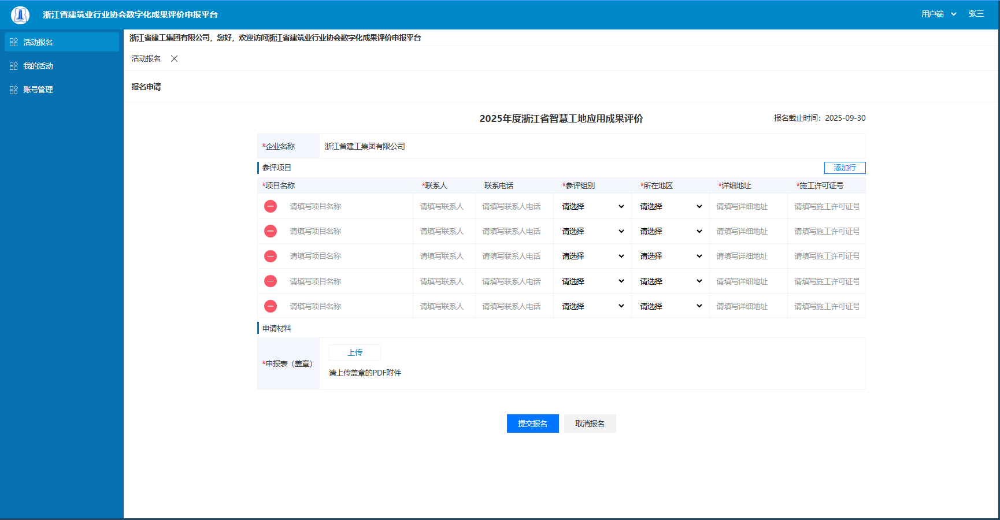 浙江省建筑业行业协会数字化成果评价申报平台
用户端 张三
活动报名
我的活动
账号管理
浙江省建工集团有限公司，您好，欢迎访问浙江省建筑业行业协会数字化成果评价申报平台
活动报名
报名申请
2025年度浙江省智慧工地应用成果评价
报名截止时间：2025-09-30
*企业名称 浙江省建工集团有限公司
参评项目 添加行
*项目名称 *联系人 联系电话 *参评组别 *所在地区 *详细地址 *施工许可证号
请填写项目名称 请填写联系人 请填写联系人电话 请选择 请选择 请填写详细地址 请填写施工许可证号
请填写项目名称 请填写联系人 请填写联系人电话 请选择 请选择 请填写详细地址 请填写施工许可证号
请填写项目名称 请填写联系人 请填写联系人电话 请选择 请选择 请填写详细地址 请填写施工许可证号
请填写项目名称 请填写联系人 请填写联系人电话 请选择 请选择 请填写详细地址 请填写施工许可证号
请填写项目名称 请填写联系人 请填写联系人电话 请选择 请选择 请填写详细地址 请填写施工许可证号
申请材料
*申报表（盖章） 上传
请上传盖章的PDF附件
提交报名 取消报名